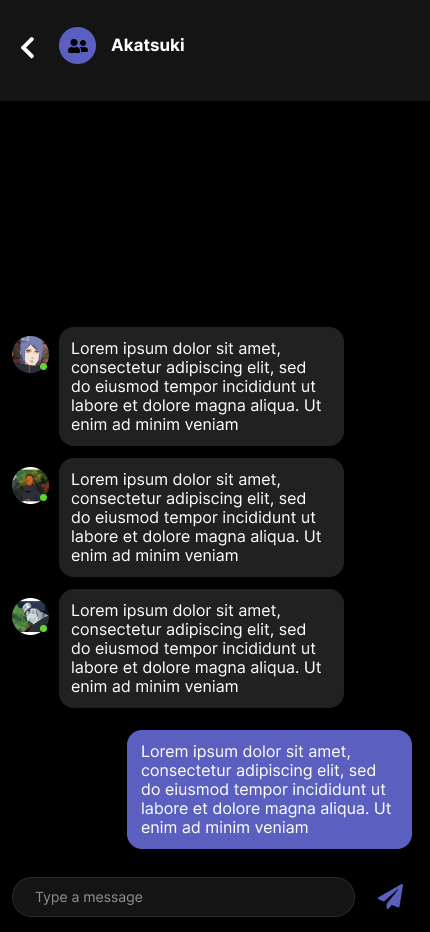 Akatsuki
Lorem ipsum dolor sit amet,
consectetur adipiscing elit, sed
do eiusmod tempor incididunt ut
labore et dolore magna aliqua. Ut
enim ad minim veniam
Lorem ipsum dolor sit amet,
consectetur adipiscing elit, sed
do eiusmod tempor incididunt ut
labore et dolore magna aliqua. Ut
enim ad minim veniam
Lorem ipsum dolor sit amet,
consectetur adipiscing elit, sed
do eiusmod tempor incididunt ut
labore et dolore magna aliqua. Ut
enim ad minim veniam
Lorem ipsum dolor sit amet,
consectetur adipiscing elit, sed
do eiusmod tempor incididunt ut
labore et dolore magna aliqua. Ut
enim ad minim veniam
Type a message